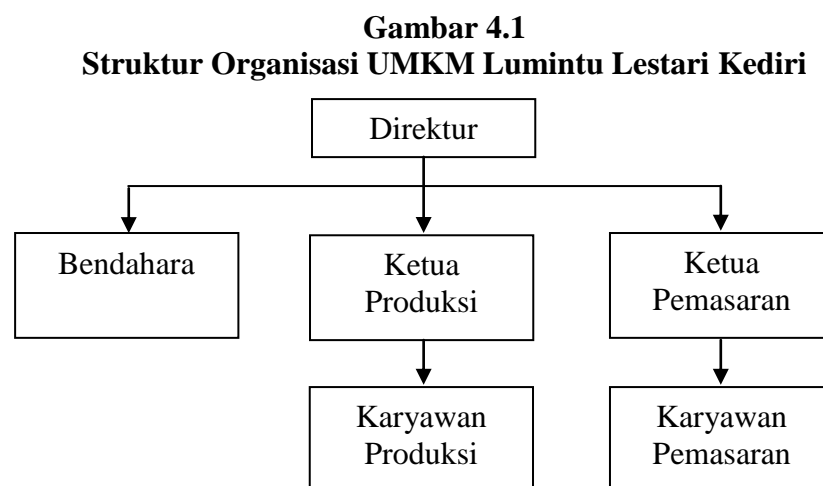 Gambar 4.1
Struktur Organisasi UMKM Lumintu Lestari Kediri
Direktur
Bendahara
Ketua
Produksi
Ketua
Pemasaran
Karyawan
Produksi
Karyawan
Pemasaran